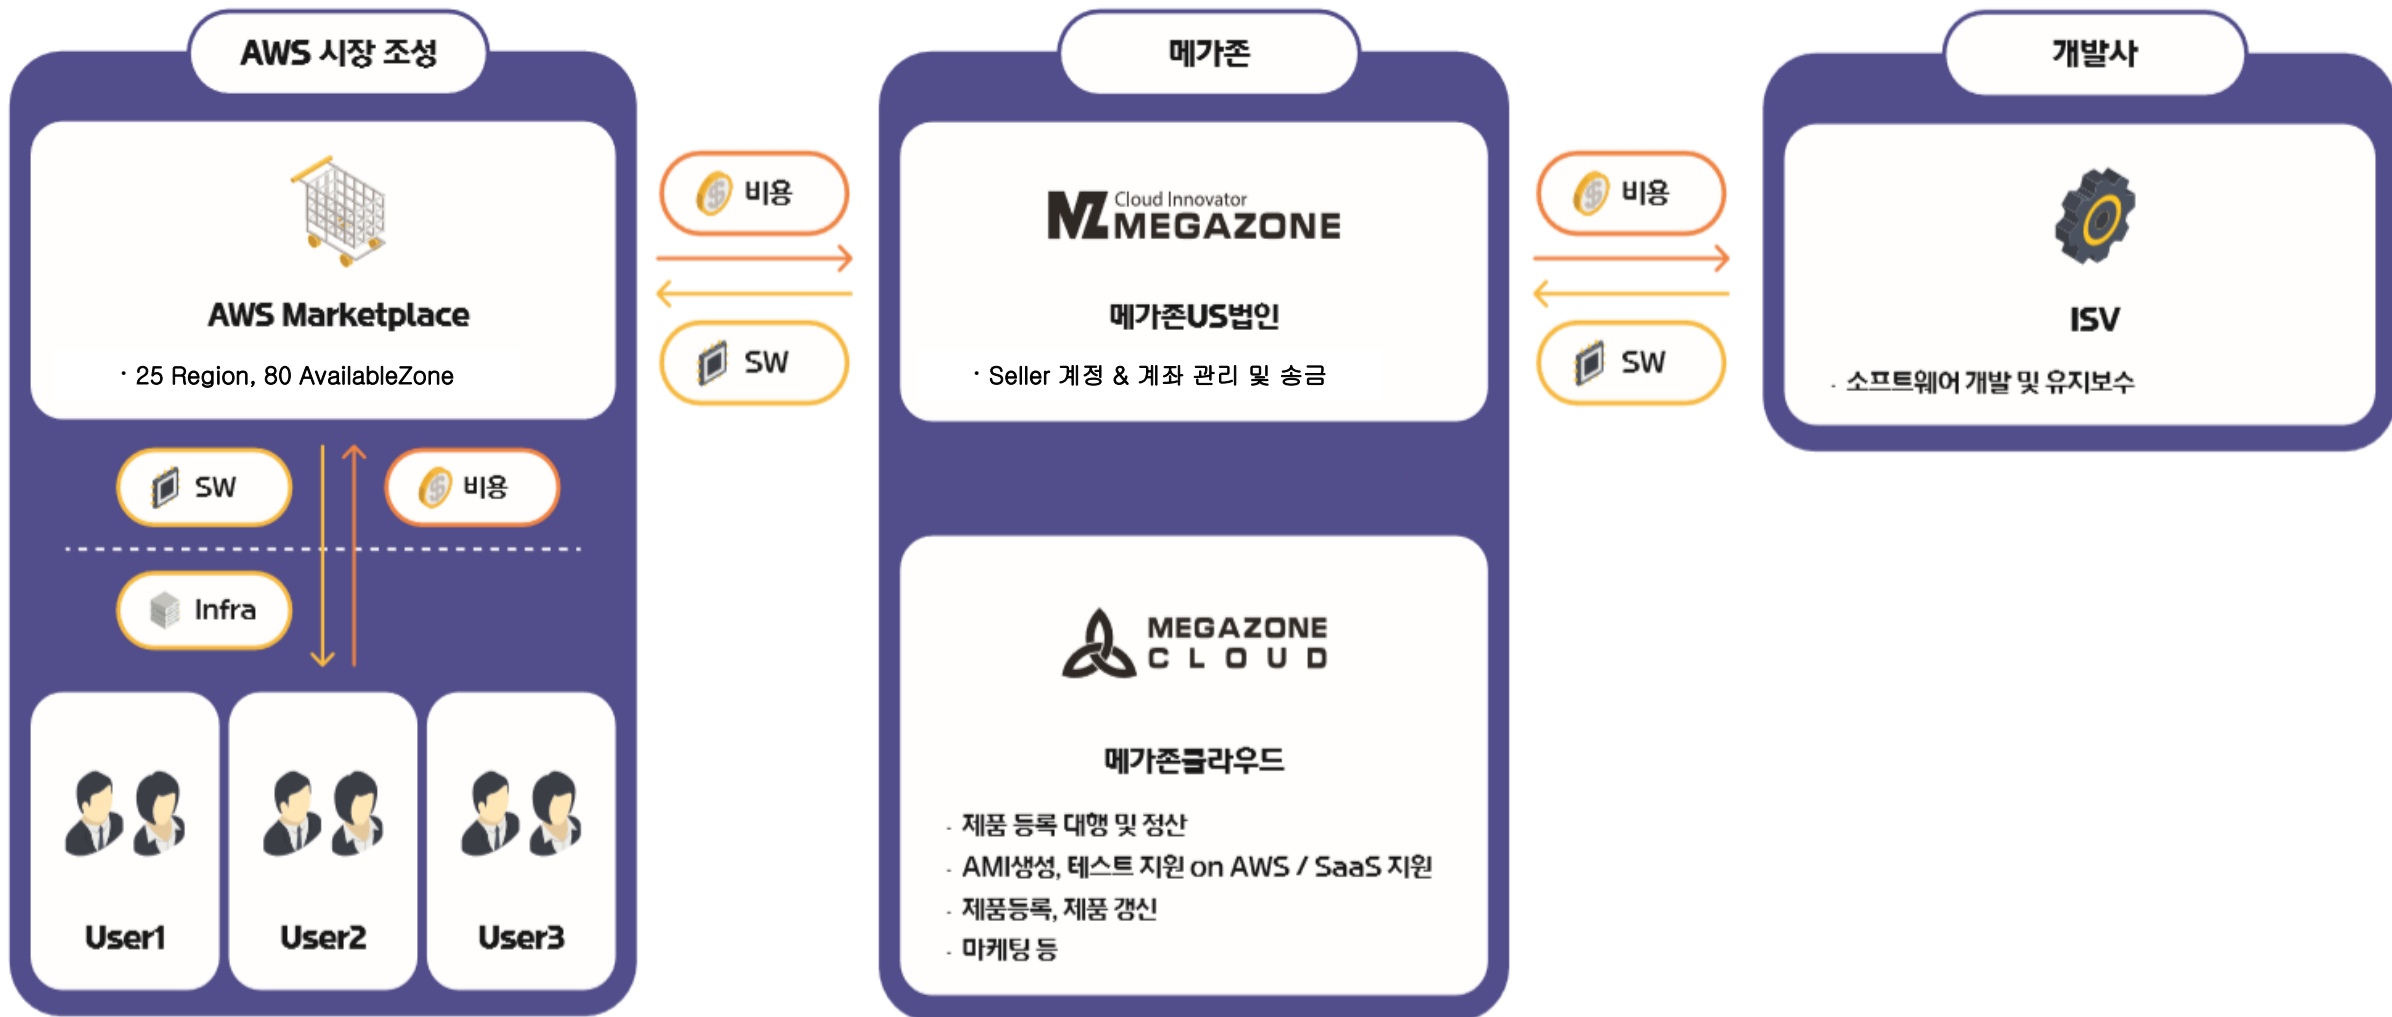 AWS 시장 조성
AWS Marketplace
· 25 Region, 80 AvailableZone
SW
비용
Infra
User1
User2
User3
비용
SW
메가존
Cloud Innovator
MEGAZONE
메가존US법인
· Seller 계정 & 계좌 관리 및 송금
MEGAZONE
CLOUD
메가존클라우드
- 제품 등록 대행 및 정산
- AMI생성, 테스트 지원 on AWS / SaaS 지원
- 제품등록, 제품 갱신
- 마케팅 등
비용
SW
개발사
ISV
- 소프트웨어 개발 및 유지보수